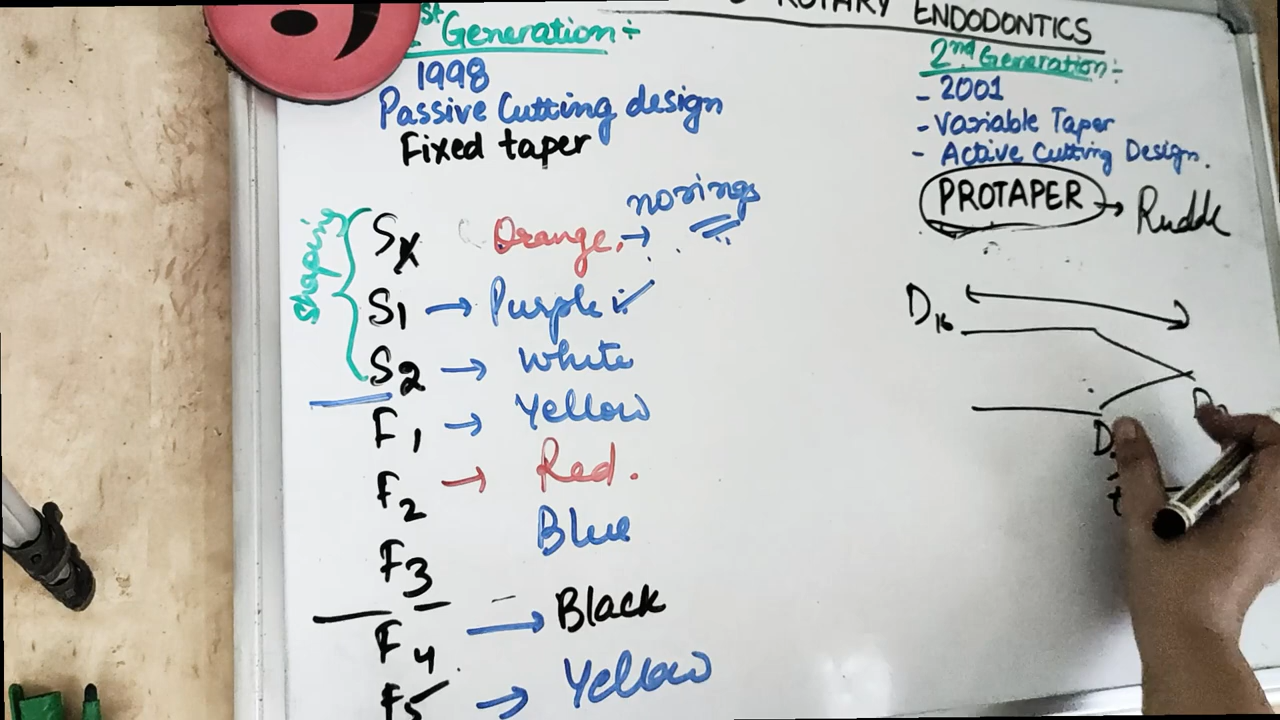 ROTARY ENDODONTICS
st Generation :-
1998
Passive Cutting design
Fixed taper
2nd Generation :-
- 2001
- Variable Taper
- Active Cutting Design.
PROTAPER → Ruddle
Shaping
Sx Orange. → no rings
S1 → Purple ✓
S2 → White
F1 → Yellow
F2 → Red.
F3 Blue
F4 → Black
F5 → Yellow
D16
D
D